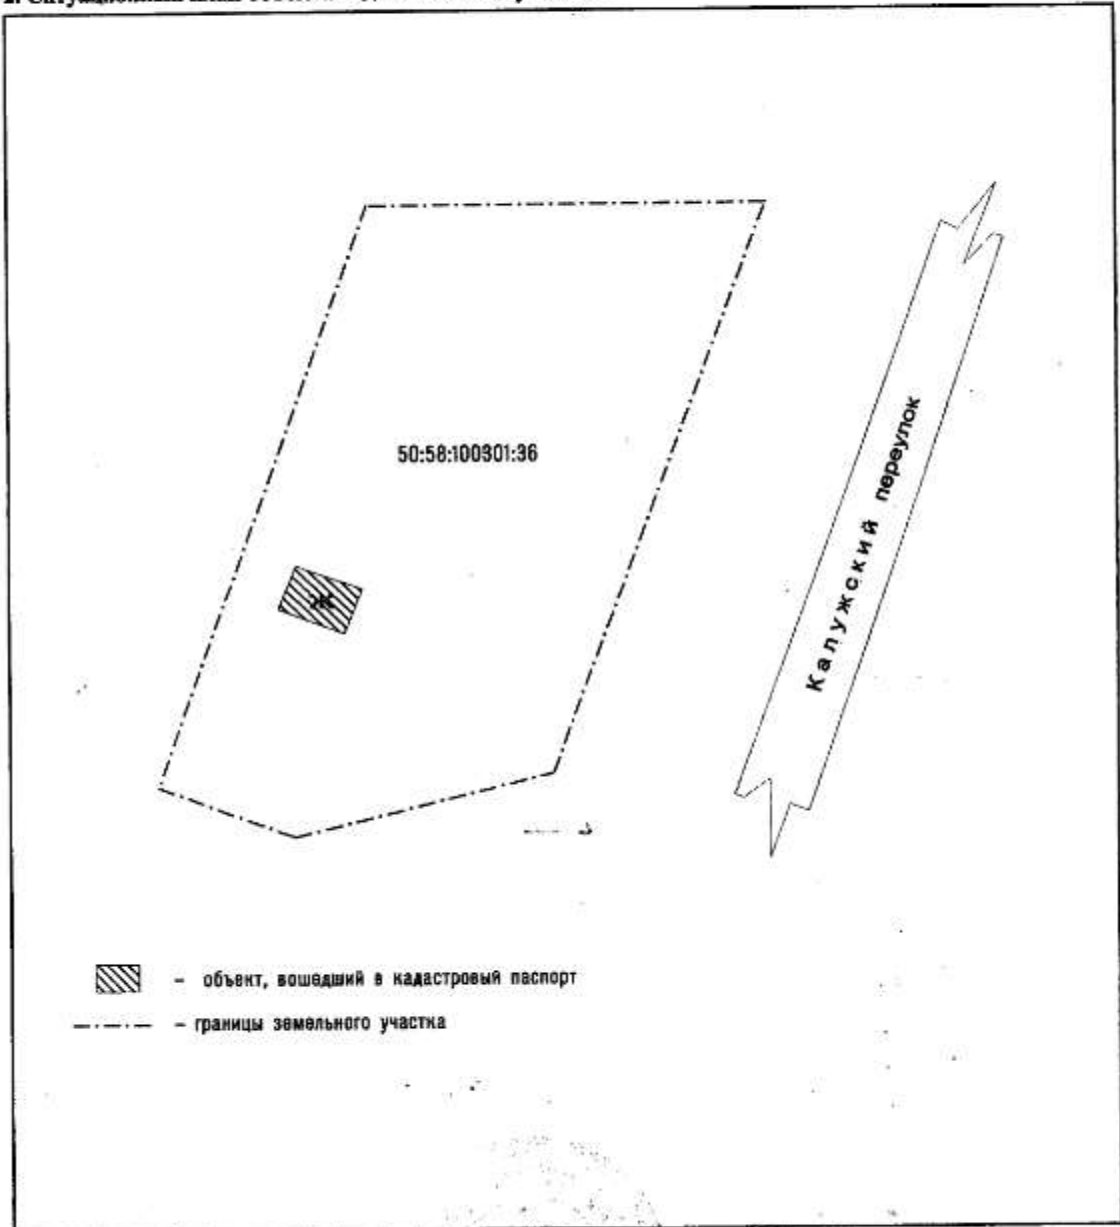 50:58:100301:36
ж
Калужский переулок
- объект, вошедший в кадастровый паспорт
- границы земельного участка